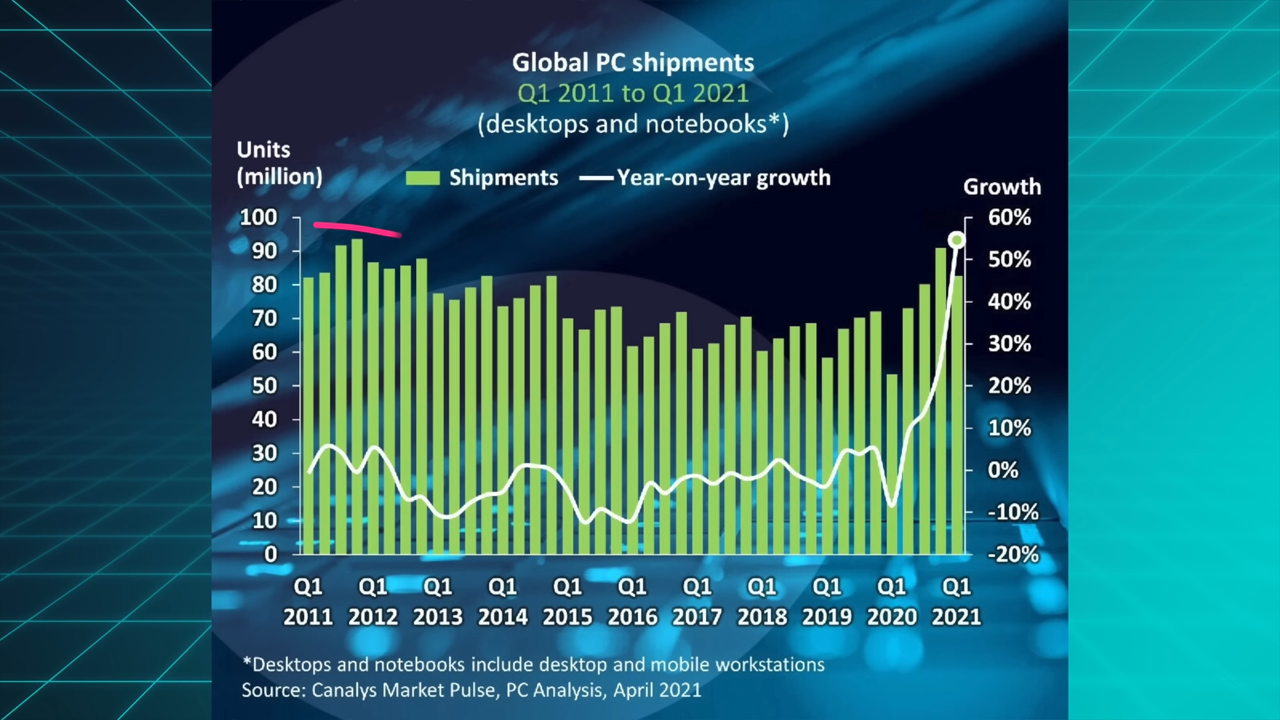 Global PC shipments
Q1 2011 to Q1 2021
(desktops and notebooks*)
Units
(million)
Shipments
Year-on-year growth
Growth
100
90
80
70
60
50
40
30
20
10
0
60%
50%
40%
30%
20%
10%
0%
-10%
-20%
Q1 Q1 Q1 Q1 Q1 Q1 Q1 Q1 Q1 Q1 Q1
2011 2012 2013 2014 2015 2016 2017 2018 2019 2020 2021
*Desktops and notebooks include desktop and mobile workstations
Source: Canalys Market Pulse, PC Analysis, April 2021